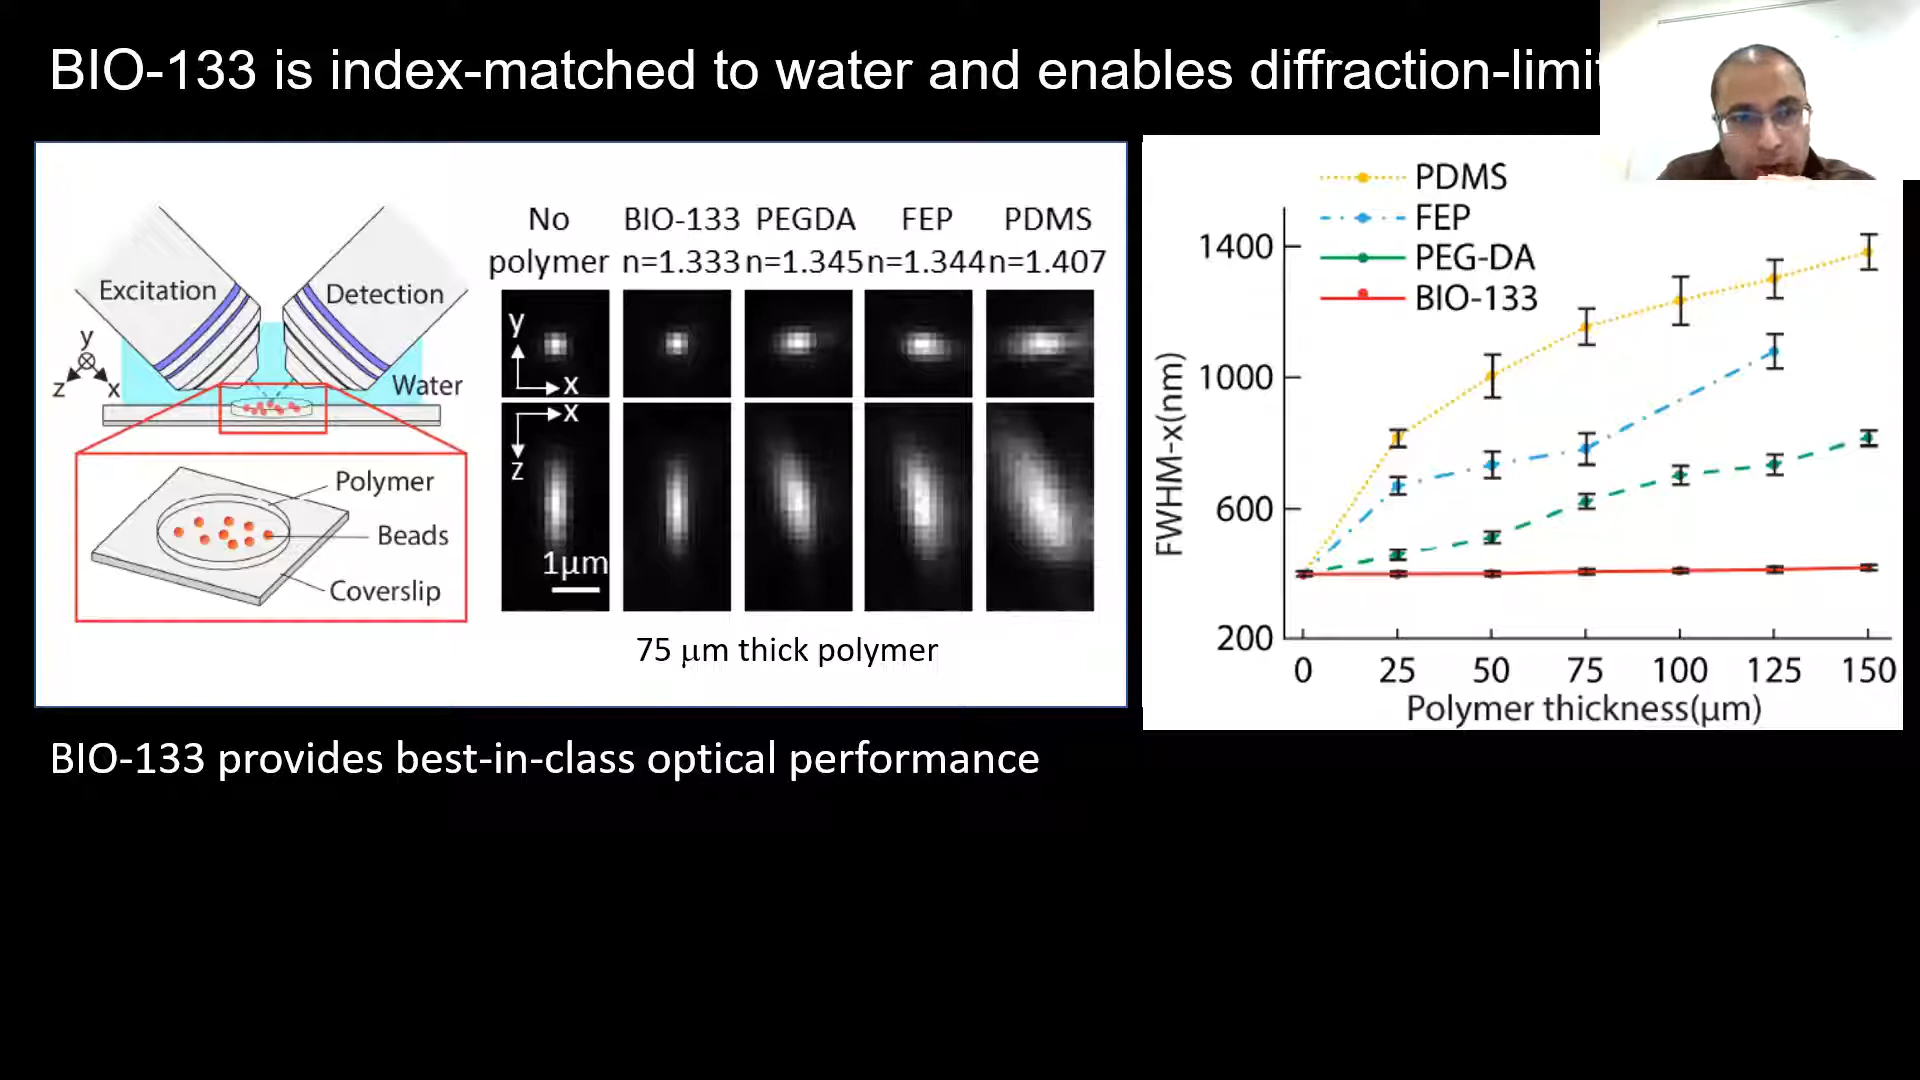 BIO-133 is index-matched to water and enables diffraction-limit
Excitation
Detection
y
z
x
Water
Polymer
Beads
Coverslip
No polymer
BIO-133 n=1.333
PEGDA n=1.345
FEP n=1.344
PDMS n=1.407
y
x
x
z
1μm
75 μm thick polymer
PDMS
FEP
PEG-DA
BIO-133
FWHM-x(nm)
1400
1000
600
200
0 25 50 75 100 125 150
Polymer thickness(μm)
BIO-133 provides best-in-class optical performance